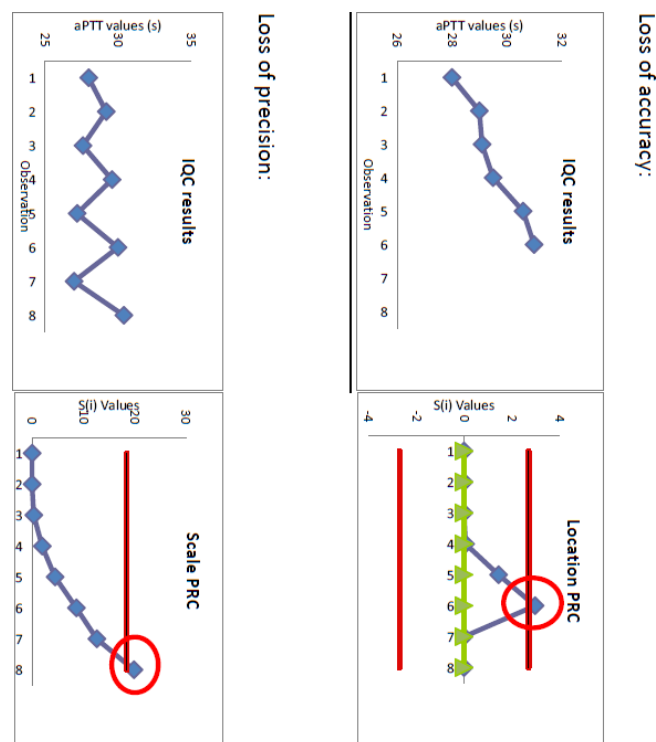 Loss of accuracy:
IQC results
aPTT values (s)
32
30
28
26
1 2 3 4 5 6 7 8
Observation
Location PRC
S(i) Values
4
2
0
-4
1 2 3 4 5 6 7 8
Loss of precision:
IQC results
aPTT values (s)
35
30
25
1 2 3 4 5 6 7 8
Observation
Scale PRC
S(i) Values
30
20
10
0
1 2 3 4 5 6 7 8